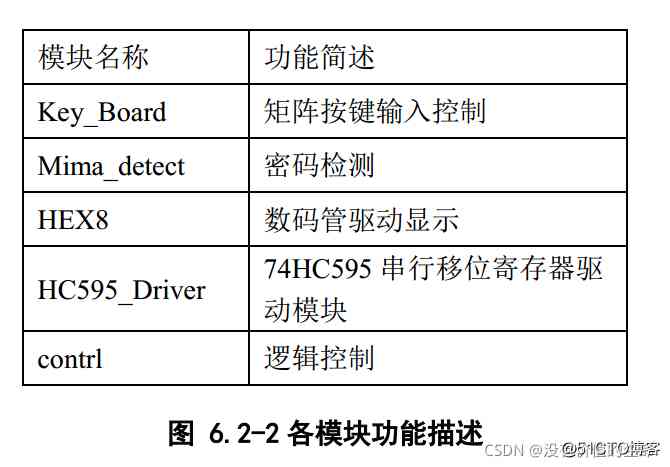 模块名称 功能简述
Key_Board 矩阵按键输入控制
Mima_detect 密码检测
HEX8 数码管驱动显示
HC595_Driver 74HC595 串行移位寄存器驱
动模块
contrl 逻辑控制
图 6.2-2 各模块功能描述
CSDN @没
@51CTO博客